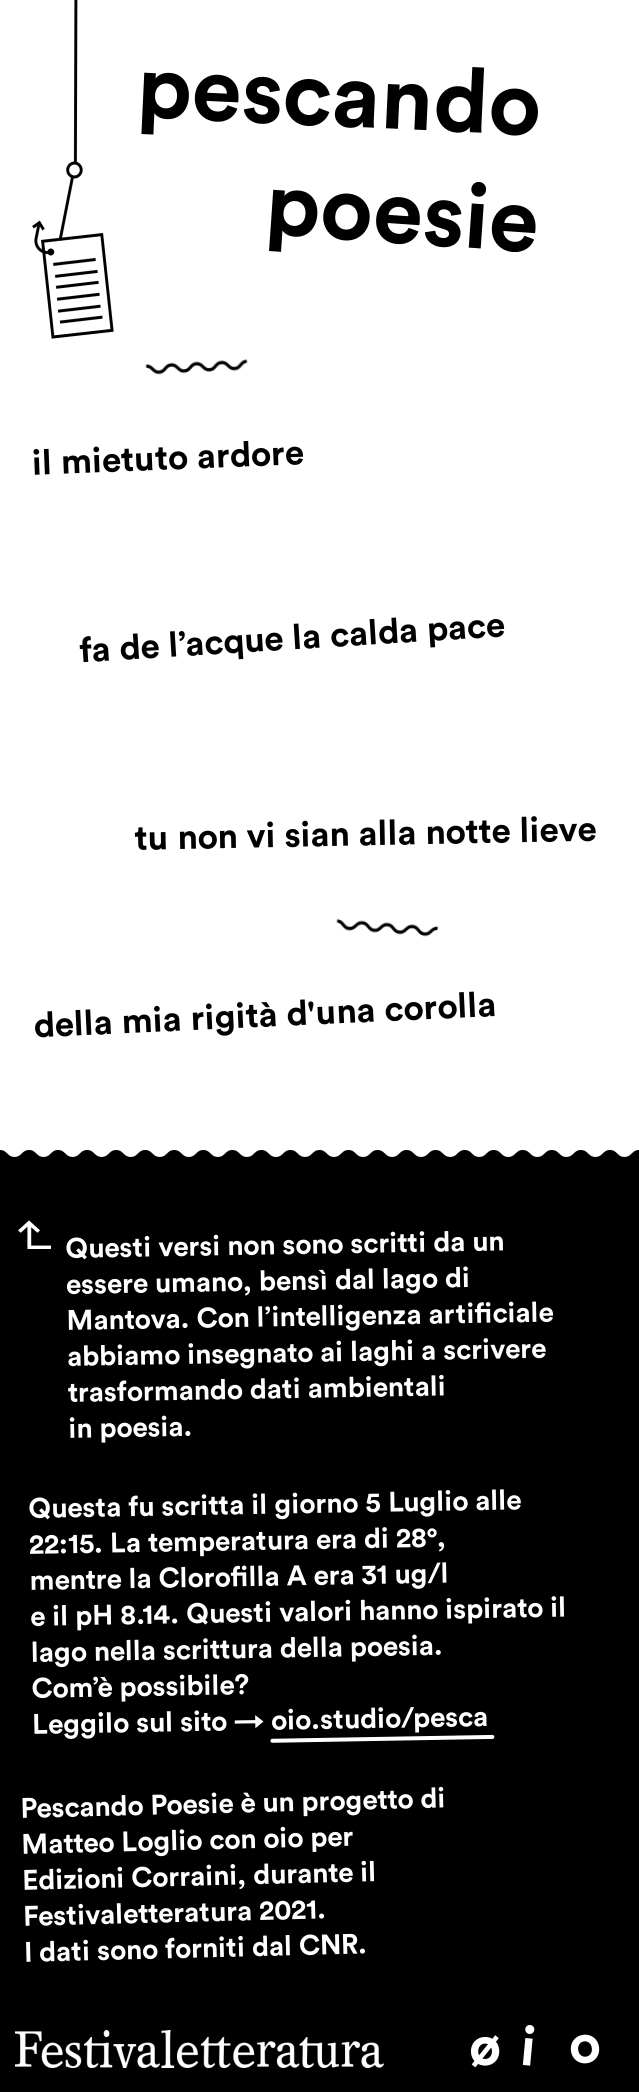 pescando
poesie
il mietuto ardore
fa de l’acque la calda pace
tu non vi sian alla notte lieve
della mia rigità d'una corolla
Questi versi non sono scritti da un
essere umano, bensì dal lago di
Mantova. Con l’intelligenza artificiale
abbiamo insegnato ai laghi a scrivere
trasformando dati ambientali
in poesia.
Questa fu scritta il giorno 5 Luglio alle
22:15. La temperatura era di 28°,
mentre la Clorofilla A era 31 ug/l
e il pH 8.14. Questi valori hanno ispirato il
lago nella scrittura della poesia.
Com’è possibile?
Leggilo sul sito → oio.studio/pesca
Pescando Poesie è un progetto di
Matteo Loglio con oio per
Edizioni Corraini, durante il
Festivaletteratura 2021.
I dati sono forniti dal CNR.
Festivaletteratura ø i o